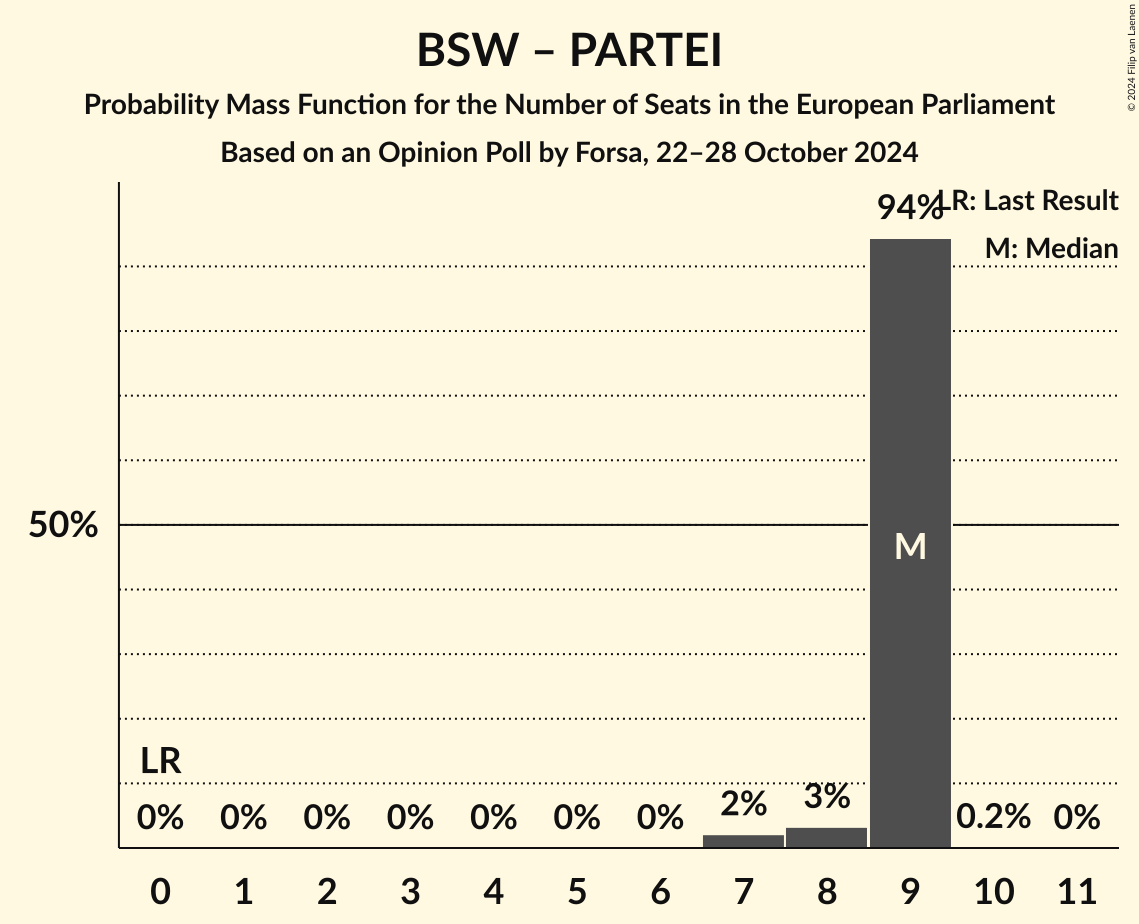 BSW – PARTEI
Probability Mass Function for the Number of Seats in the European Parliament
Based on an Opinion Poll by Forsa, 22–28 October 2024
© 2024 Filip van Laenen
LR: Last Result
M: Median
94%
50%
M
LR
0% 0% 0% 0% 0% 0% 0% 2% 3% 0.2% 0%
0 1 2 3 4 5 6 7 8 9 10 11